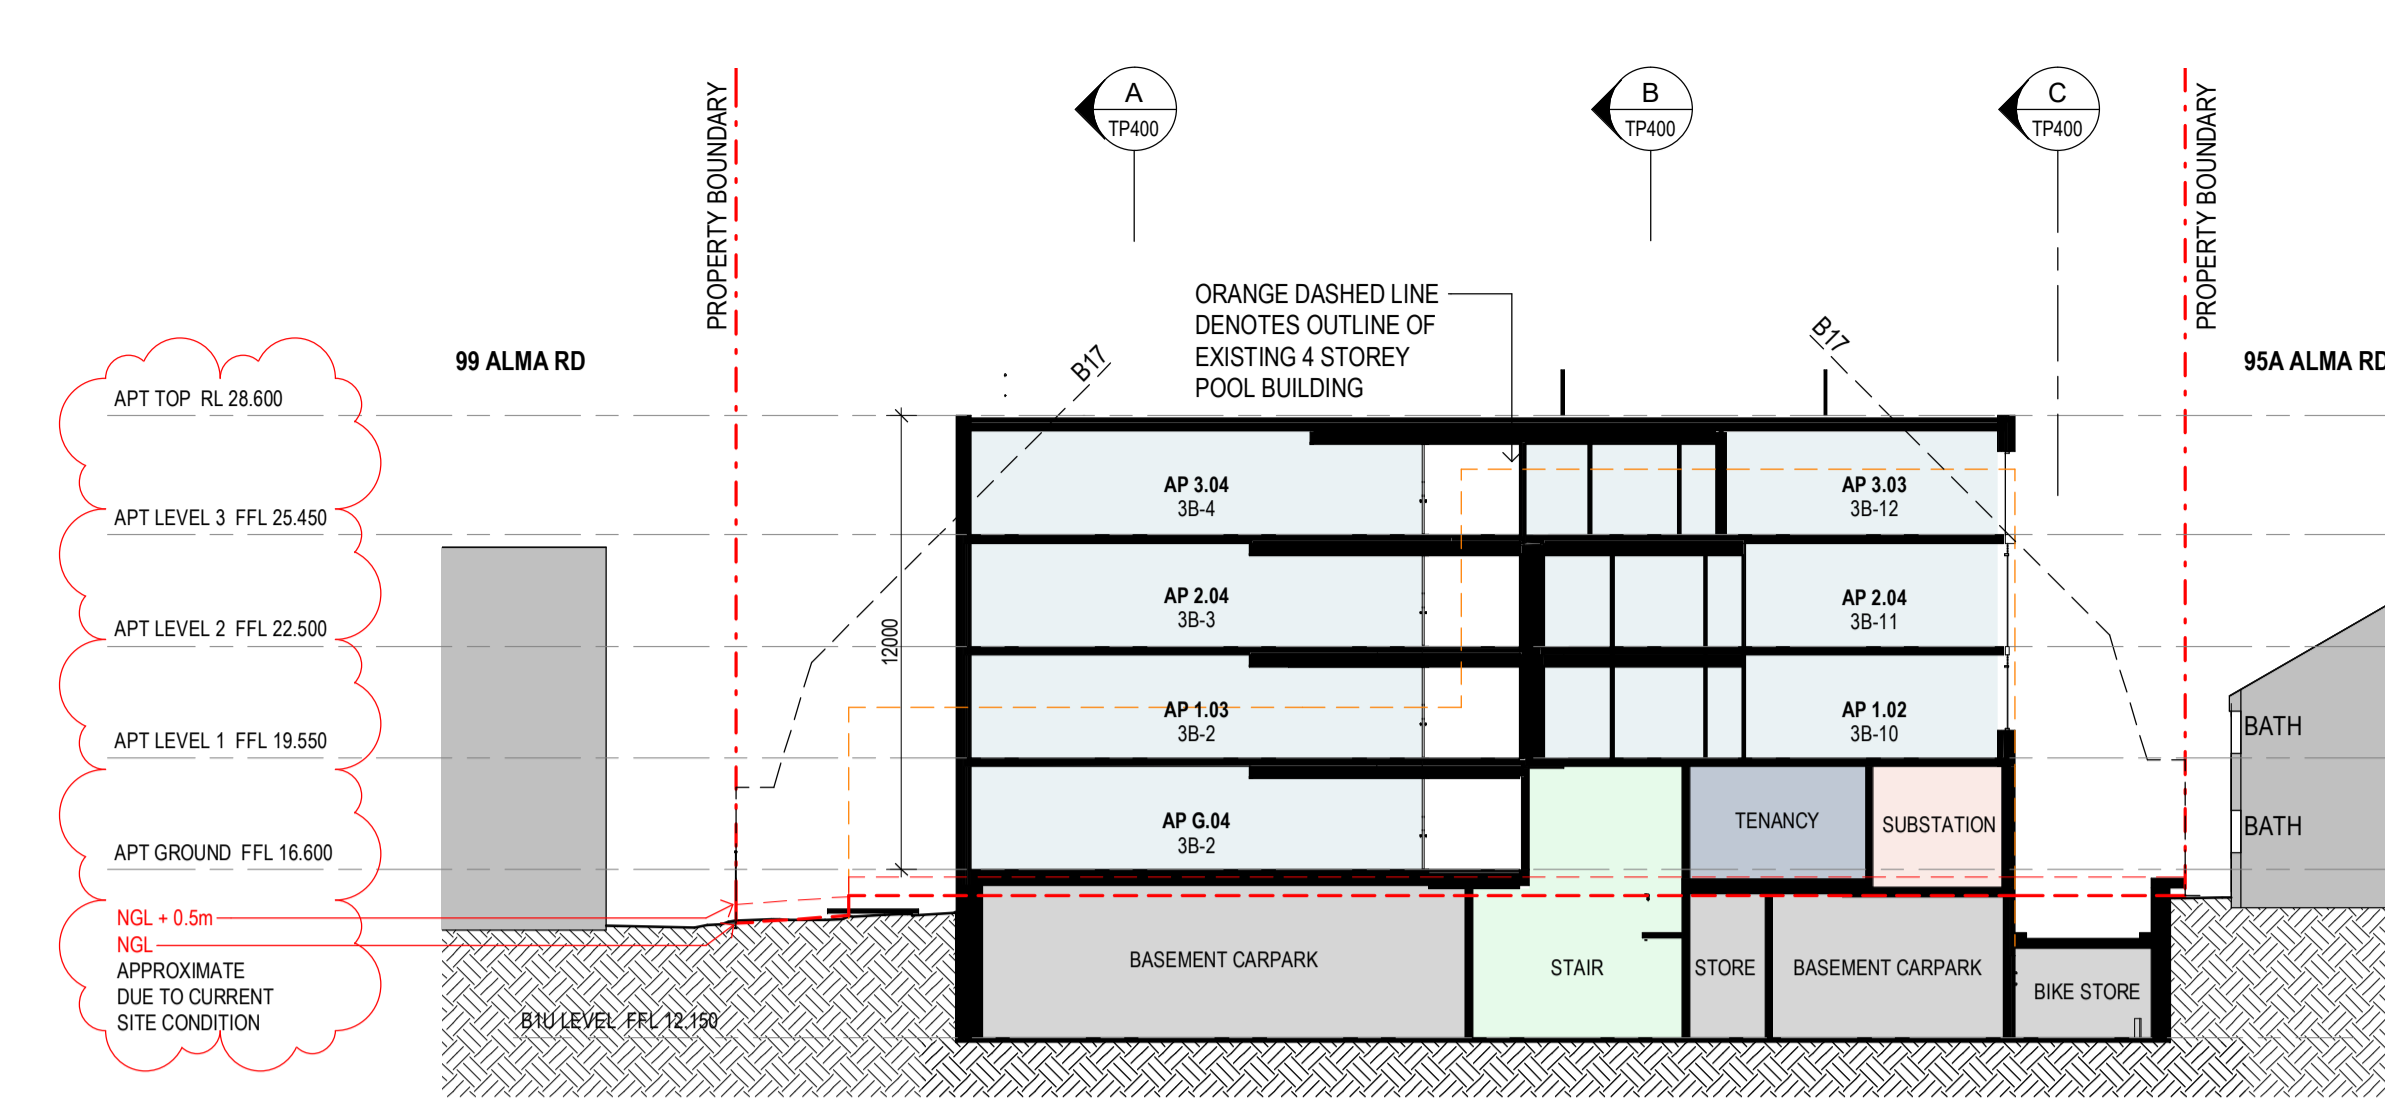 A
TP400
B
TP400
C
TP400
PROPERTY BOUNDARY
PROPERTY BOUNDARY
ORANGE DASHED LINE
DENOTES OUTLINE OF
EXISTING 4 STOREY
POOL BUILDING
B17
B17
99 ALMA RD
95A ALMA RD
APT TOP RL 28.600
APT LEVEL 3 FFL 25.450
APT LEVEL 2 FFL 22.500
APT LEVEL 1 FFL 19.550
APT GROUND FFL 16.600
NGL + 0.5m
NGL
APPROXIMATE
DUE TO CURRENT
SITE CONDITION
B1U LEVEL FFL 12.150
12000
AP 3.04
3B-4
AP 3.03
3B-12
AP 2.04
3B-3
AP 2.04
3B-11
AP 1.03
3B-2
AP 1.02
3B-10
AP G.04
3B-2
TENANCY
SUBSTATION
BATH
BATH
BASEMENT CARPARK
STAIR
STORE
BASEMENT CARPARK
BIKE STORE